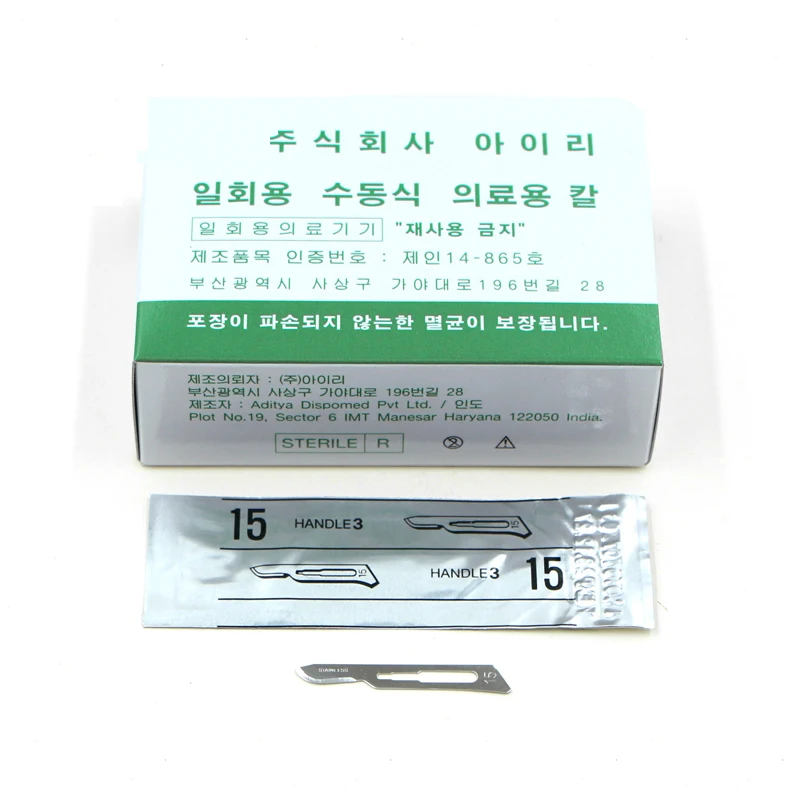 주식회사 아이리
일회용 수동식 의료용 칼
일회용의료기기 "재사용 금지"
제조품목 인증번호 : 제인14-865호
부산광역시 사상구 가야대로196번길 28
포장이 파손되지 않는한 멸균이 보장됩니다.
제조의뢰자 : (주)아이리
부산광역시 사상구 가야대로 196번길 28
제조자 : Aditya Dispomed Pvt Ltd. / 인도
Plot No.19, Sector 6 IMT Manesar Haryana 122050 India.
STERILE R
15 HANDLE3 15
15 HANDLE3 15
STAINLESS 15